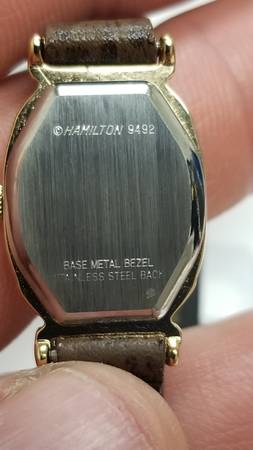 ©HAMILTON 9492
BASE METAL BEZEL
STAINLESS STEEL BACK